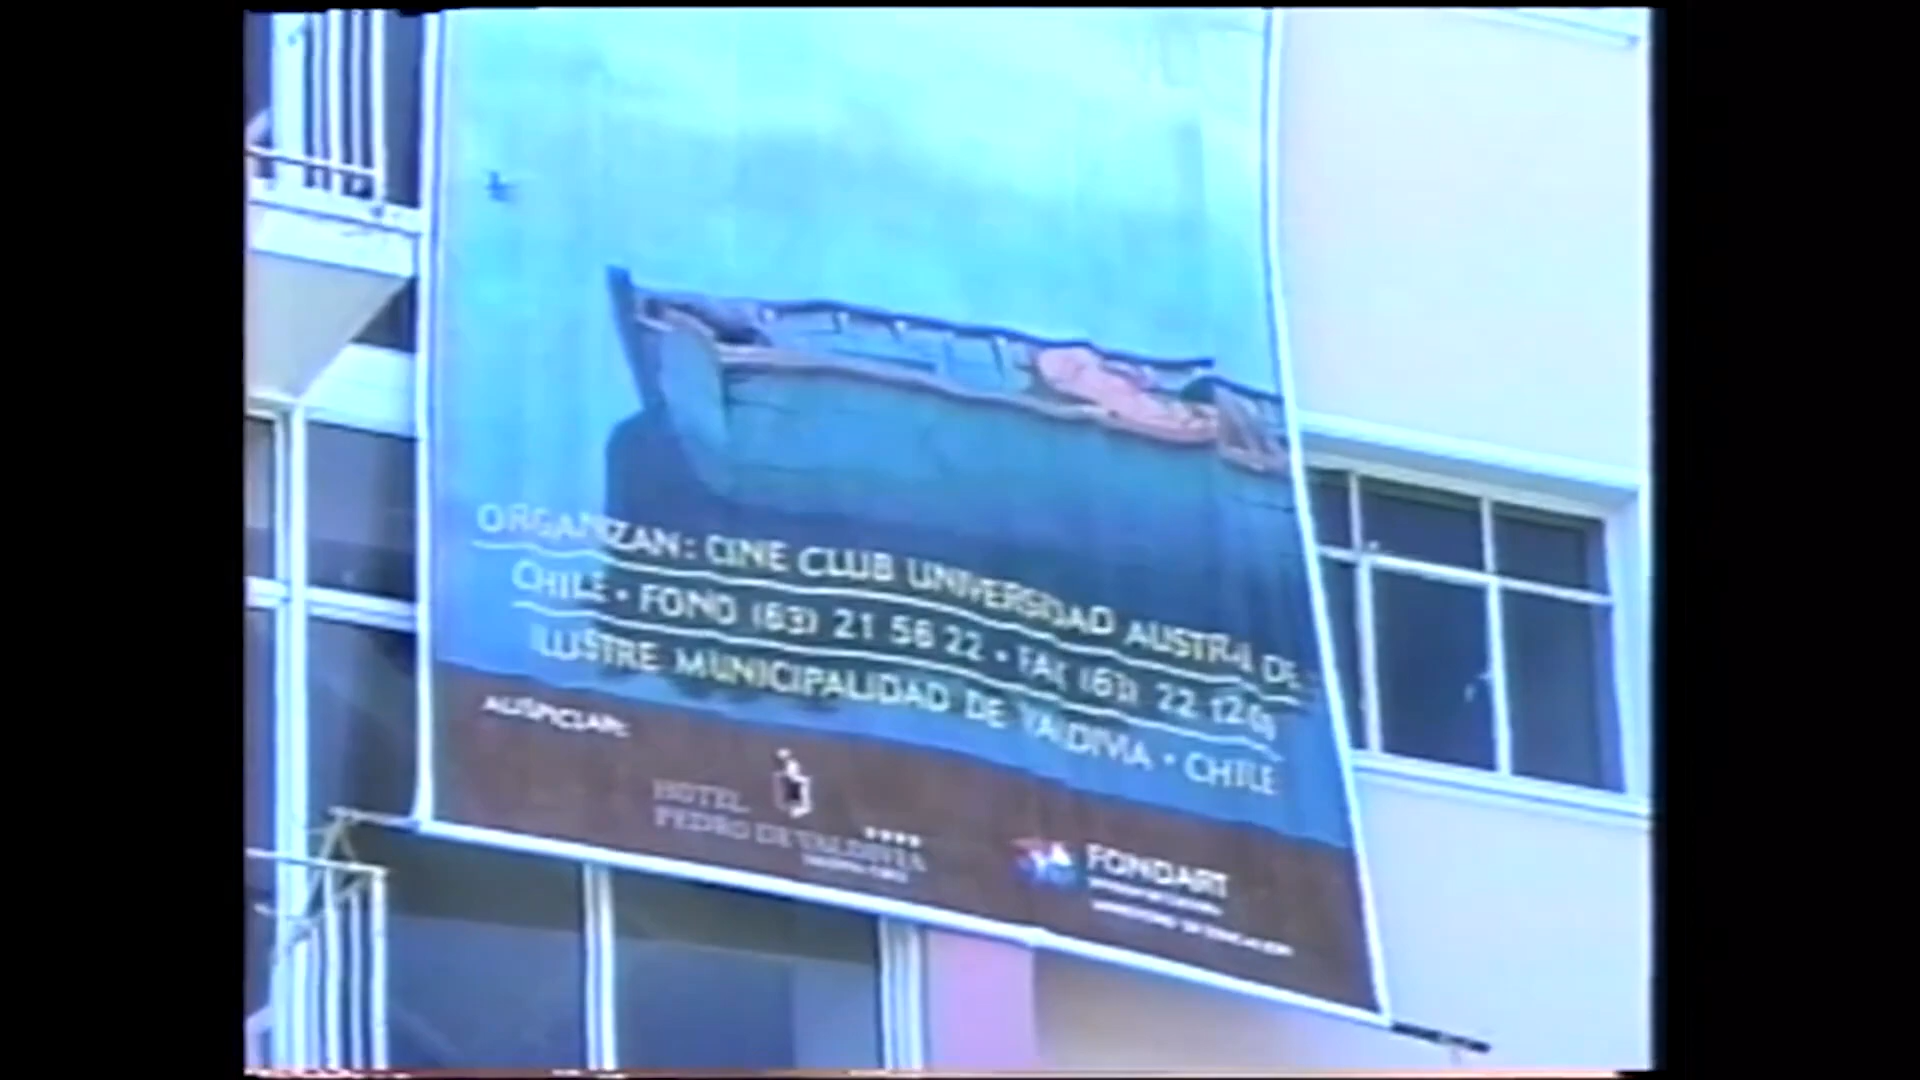 ORGANIZAN: CINE CLUB UNIVERSIDAD AUSTRAL DE
CHILE • FONO (63) 21 56 22 • FAX (63)
ILUSTRE MUNICIPALIDAD DE VALDIVIA • CHILE
AUSPICIAN:
HOTEL
PEDRO DE VALDIVIA
FONDART